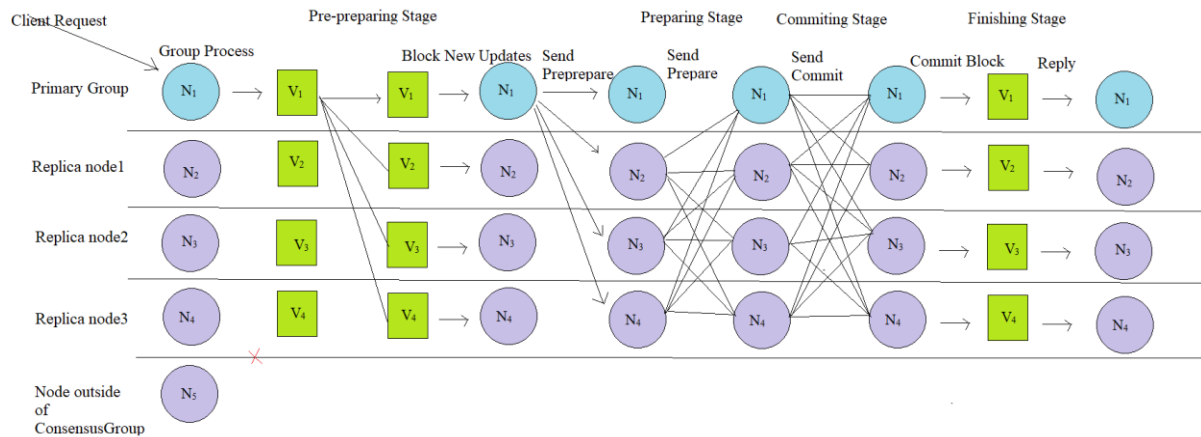 Client Request
Pre-preparing Stage
Preparing Stage
Commiting Stage
Finishing Stage
Group Process
Block New Updates
Send
Preprepare
Send
Prepare
Send
Commit
Commit Block
Reply
Primary Group
N1
V1
V1
N1
N1
N1
N1
V1
N1
Replica node1
N2
V2
V2
N2
N2
N2
N2
V2
N2
Replica node2
N3
V3
V3
N3
N3
N3
N3
V3
N3
Replica node3
N4
V4
V4
N4
N4
N4
N4
V4
N4
Node outside
of
ConsensusGroup
N5